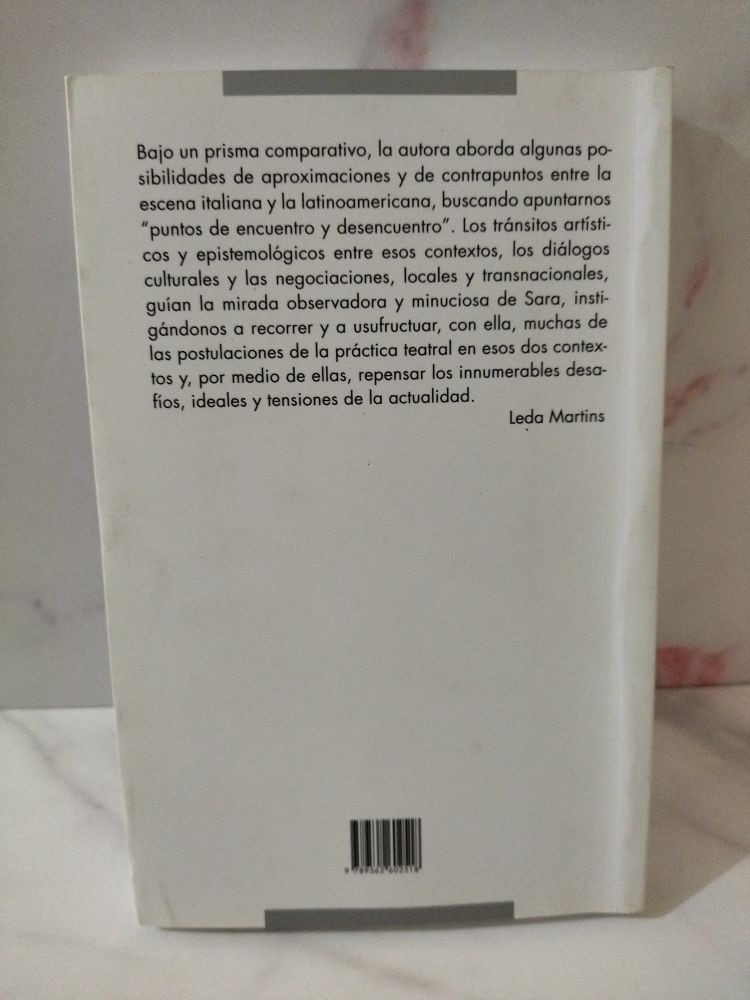 Bajo un prisma comparativo, la autora aborda algunas po-
sibilidades de aproximaciones y de contrapuntos entre la
escena italiana y la latinoamericana, buscando apuntarnos
“puntos de encuentro y desencuentro”. Los tránsitos artísti-
cos y epistemológicos entre esos contextos, los diálogos
culturales y las negociaciones, locales y transnacionales,
guían la mirada observadora y minuciosa de Sara, insti-
gándonos a recorrer y a usufructuar, con ella, muchas de
las postulaciones de la práctica teatral en esos dos contex-
tos y, por medio de ellas, repensar los innumerables desa-
fíos, ideales y tensiones de la actualidad.
Leda Martins
9 789562 602518